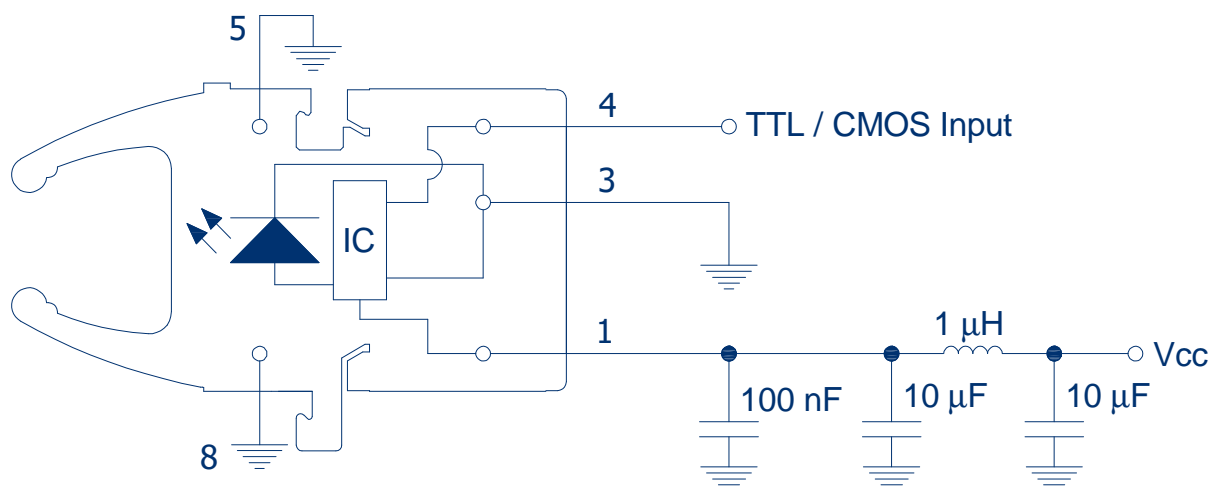 5
4
TTL / CMOS Input
3
IC
1
1 μH
Vcc
100 nF
10 μF
10 μF
8